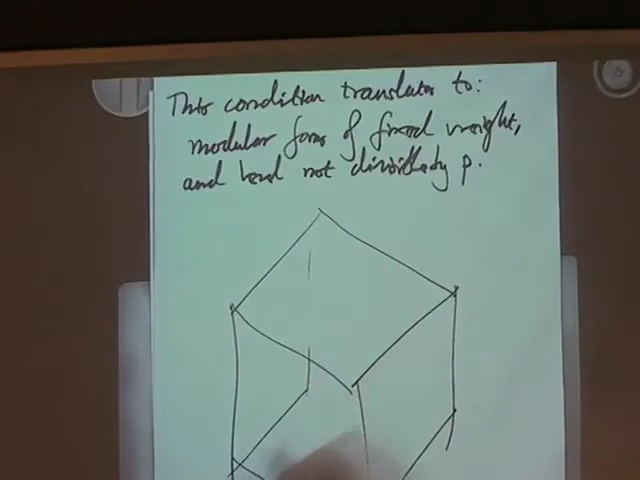 This condition translates to:
modular forms of fixed weight,
and level not divisible by p.